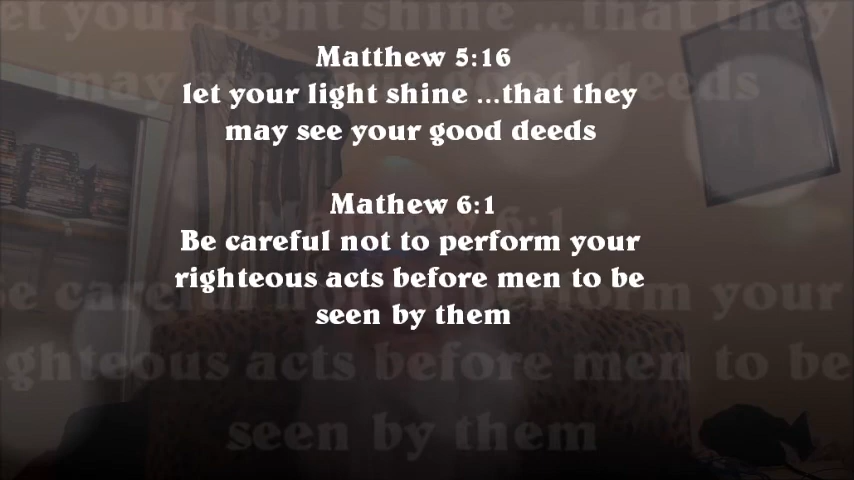 Matthew 5:16
let your light shine ...that they
may see your good deeds
Mathew 6:1
Be careful not to perform your
righteous acts before men to be
seen by them